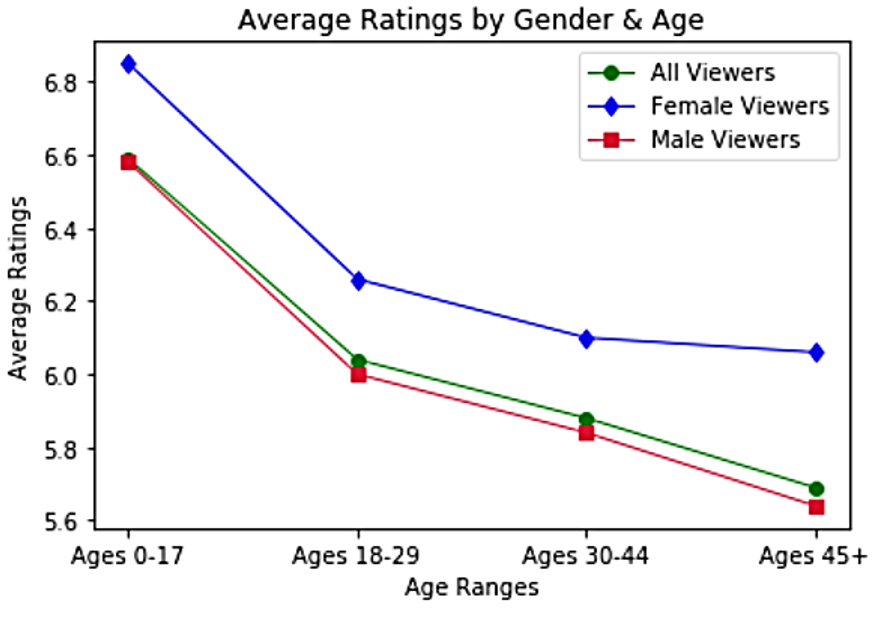 Average Ratings by Gender & Age
All Viewers
Female Viewers
Male Viewers
6.8
6.6
6.4
6.2
6.0
5.8
5.6
Average Ratings
Ages 0-17
Ages 18-29
Ages 30-44
Ages 45+
Age Ranges